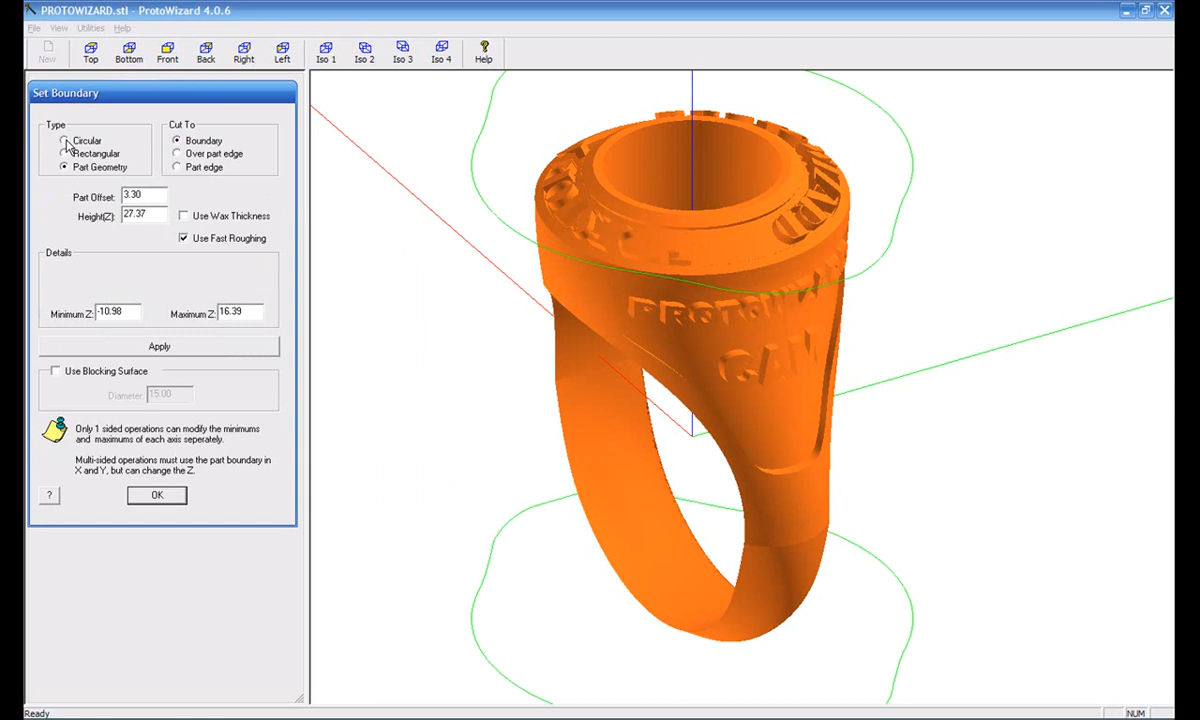 PROTOWIZARD.stl - ProtoWizard 4.0.6
File View Utilities Help
New Top Bottom Front Back Right Left Iso 1 Iso 2 Iso 3 Iso 4 Help
Set Boundary
Type
Circular
Rectangular
Part Geometry
Cut To
Boundary
Over part edge
Part edge
Part Offset: 3.30
Height(Z): 27.37
Use Wax Thickness
Use Fast Roughing
Details
Minimum Z: -10.98 Maximum Z: 16.39
Apply
Use Blocking Surface
Diameter: 15.00
Only 1 sided operations can modify the minimums
and maximums of each axis seperately.
Multi-sided operations must use the part boundary in
X and Y, but can change the Z.
? OK
PROTOWIZA
CAM
Ready NUM